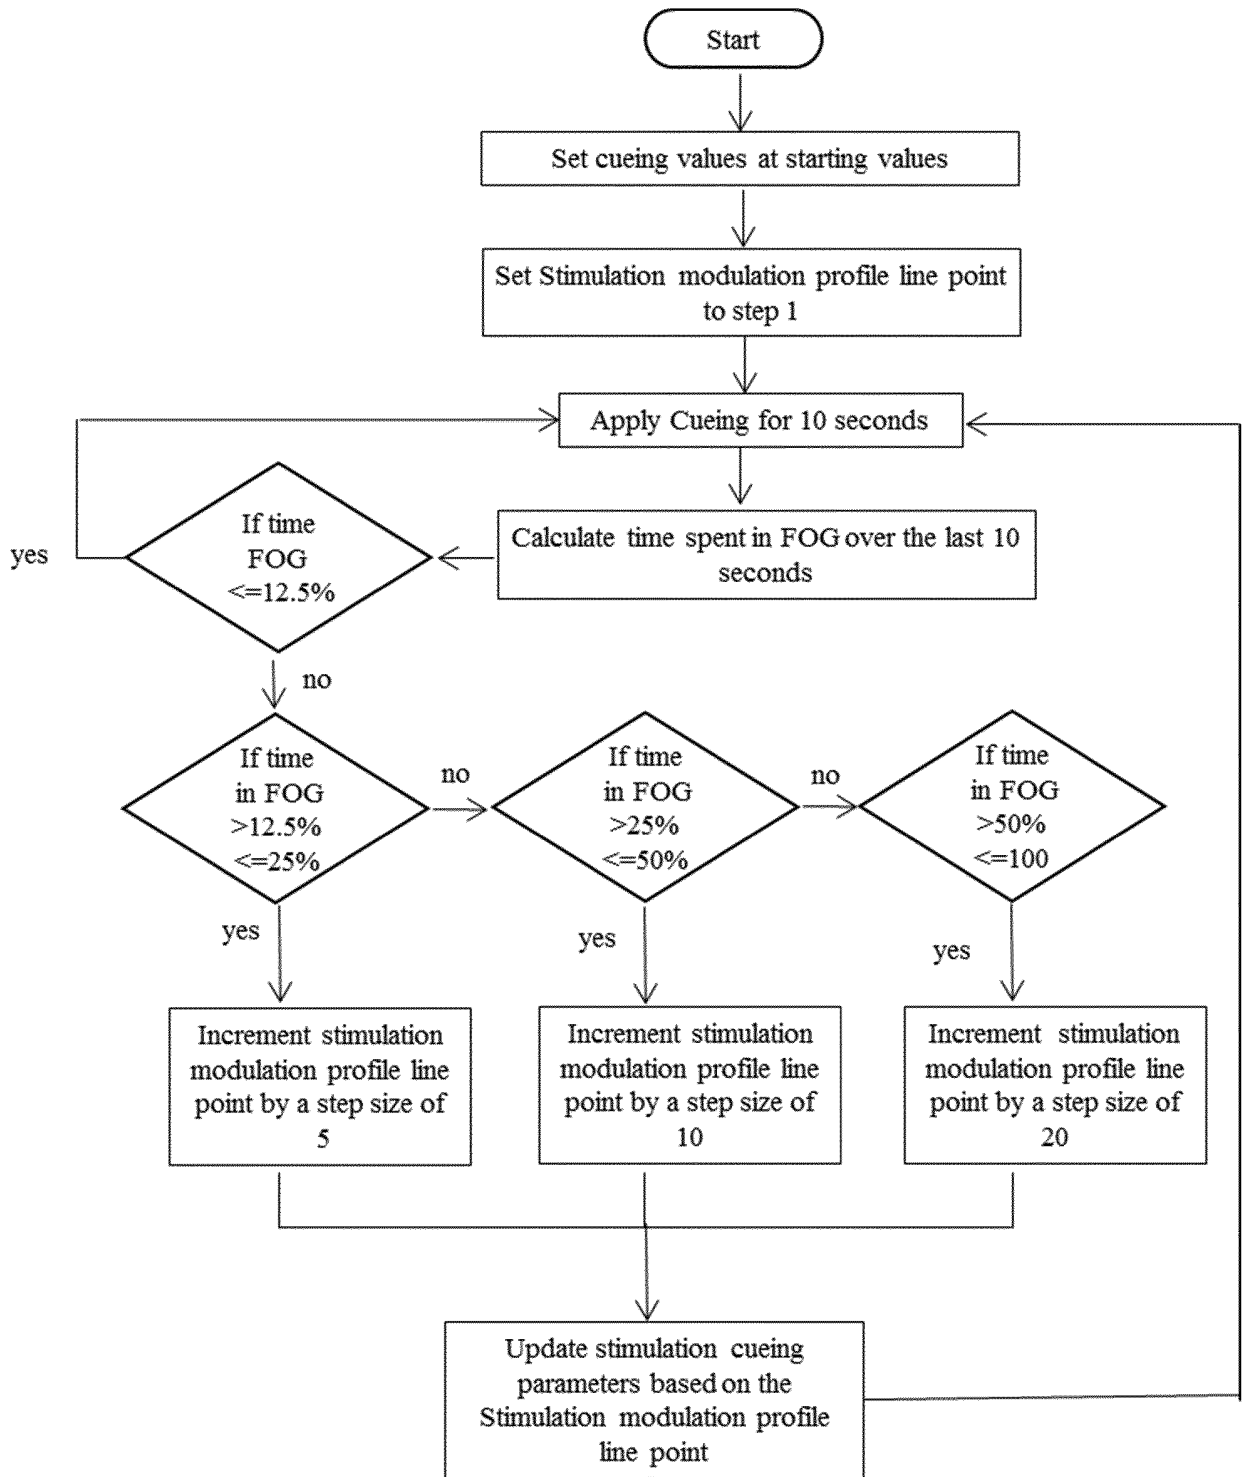 Start
Set cueing values at starting values
Set Stimulation modulation profile line point
to step 1
Apply Cueing for 10 seconds
Calculate time spent in FOG over the last 10
seconds
If time
FOG
<=12.5%
yes
no
If time
in FOG
>12.5%
<=25%
no
If time
in FOG
>25%
<=50%
no
If time
in FOG
>50%
<=100
yes
yes
yes
Increment stimulation
modulation profile line
point by a step size of
5
Increment stimulation
modulation profile line
point by a step size of
10
Increment stimulation
modulation profile line
point by a step size of
20
Update stimulation cueing
parameters based on the
Stimulation modulation profile
line point